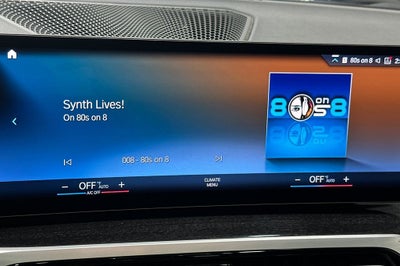 80s on 8
Synth Lives!
On 80s on 8
80s on 8
008 - 80s on 8
CLIMATE
MENU
− OFF AUTO +
A/C OFF
− OFF AUTO +